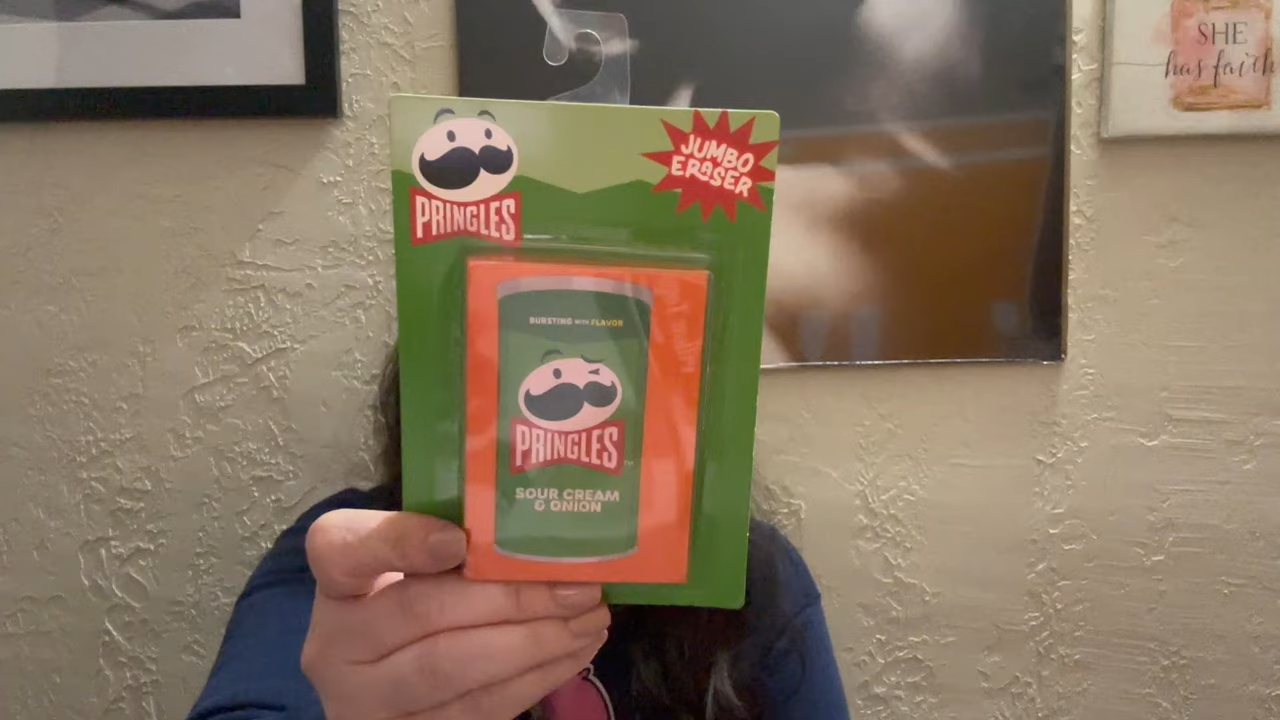 SHE
has faith
PRINGLES
JUMBO
ERASER
BURSTING WITH FLAVOR
PRINGLES
SOUR CREAM
& ONION